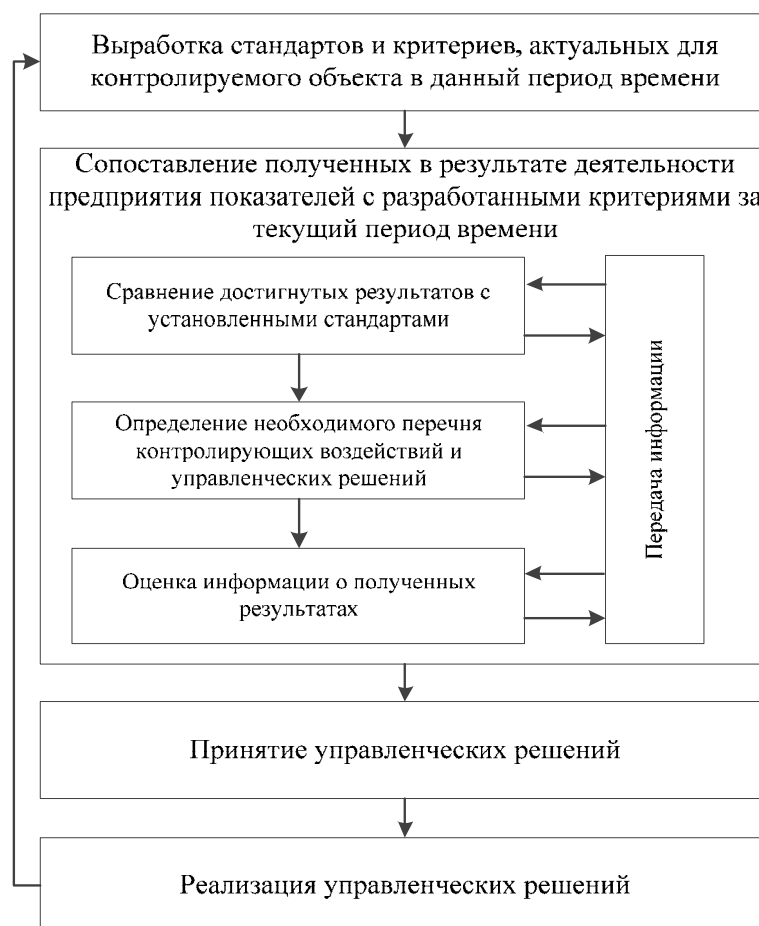 Выработка стандартов и критериев, актуальных для
контролируемого объекта в данный период времени
Сопоставление полученных в результате деятельности
предприятия показателей с разработанными критериями за
текущий период времени
Сравнение достигнутых результатов с
установленными стандартами
Определение необходимого перечня
контролирующих воздействий и
управленческих решений
Оценка информации о полученных
результатах
Передача информации
Принятие управленческих решений
Реализация управленческих решений